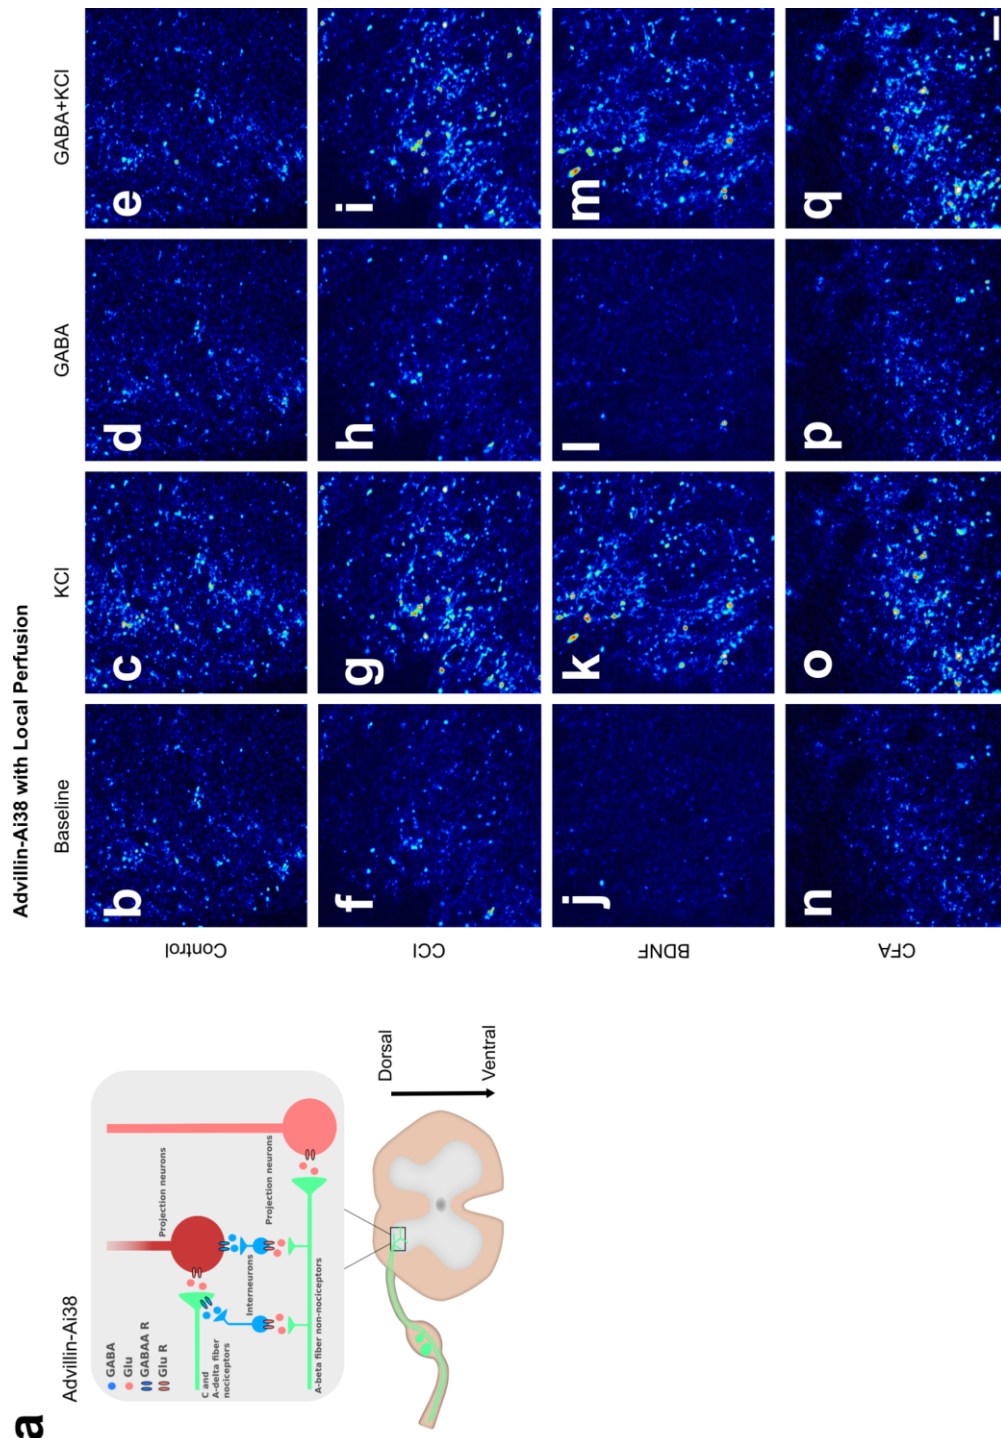 a
Advillin-Ai38
GABA
Glu
GABAA R
Glu R
Projection neurons
C and
A-delta fiber
nociceptors
Interneurons
Projection neurons
A-beta fiber non-nociceptors
Dorsal
Ventral
Advillin-Ai38 with Local Perfusion
Baseline
KCl
GABA
GABA+KCl
Control
b
c
d
e
CCI
f
g
h
i
BDNF
j
k
l
m
CFA
n
o
p
q